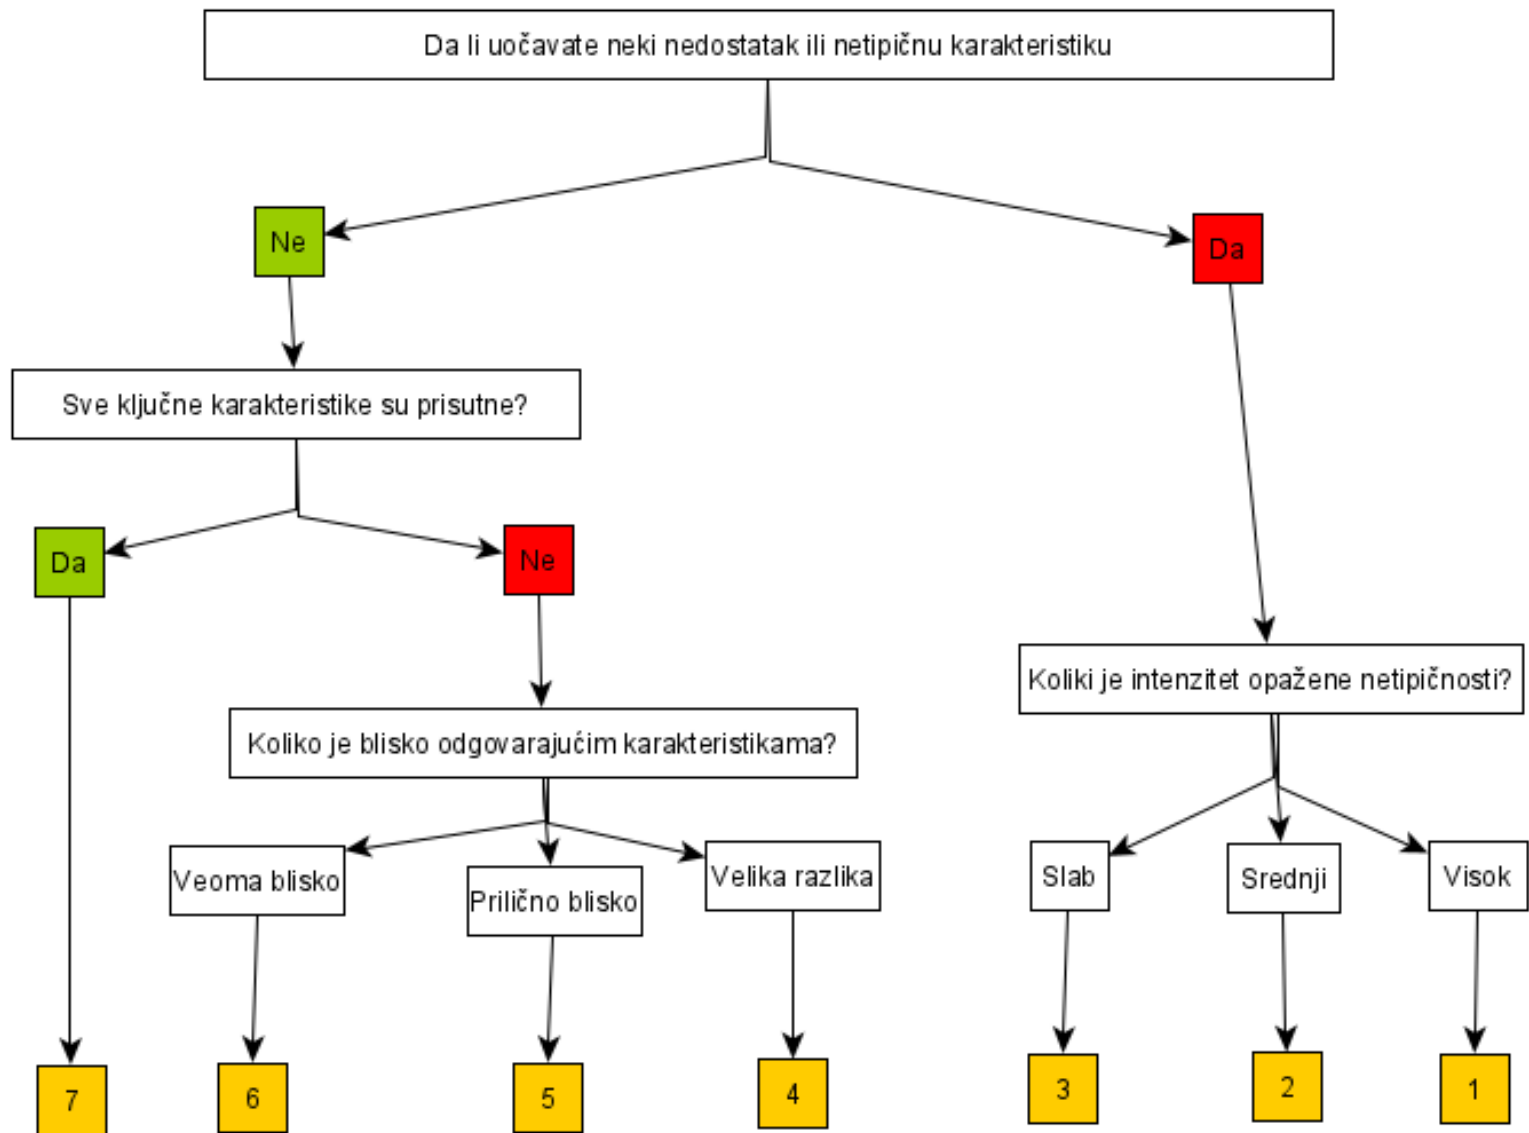 Da li uočavate neki nedostatak ili netipičnu karakteristiku
Ne
Da
Sve ključne karakteristike su prisutne?
Da
Ne
Koliki je intenzitet opažene netipičnosti?
Koliko je blisko odgovarajućim karakteristikama?
Veoma blisko
Prilično blisko
Velika razlika
Slab
Srednji
Visok
7
6
5
4
3
2
1